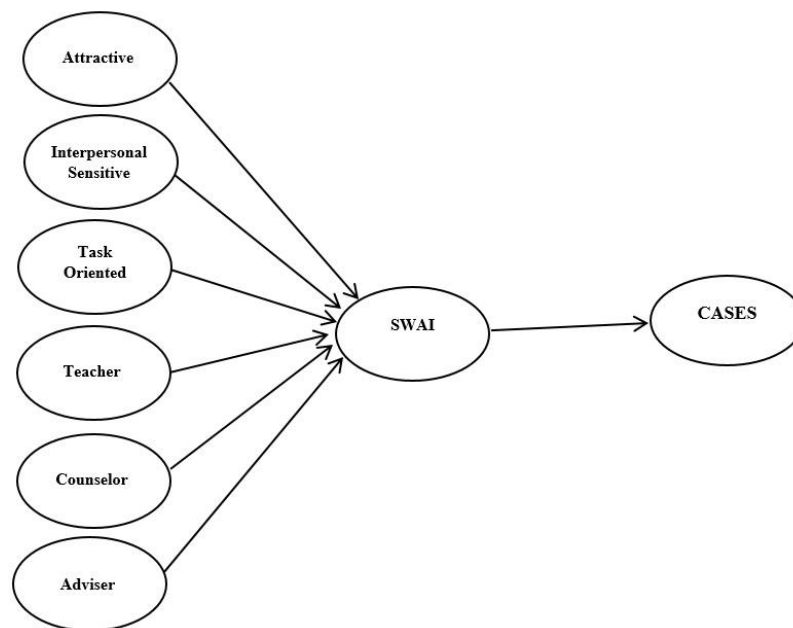 Attractive
Interpersonal
Sensitive
Task
Oriented
Teacher
Counselor
Adviser
SWAI
CASES